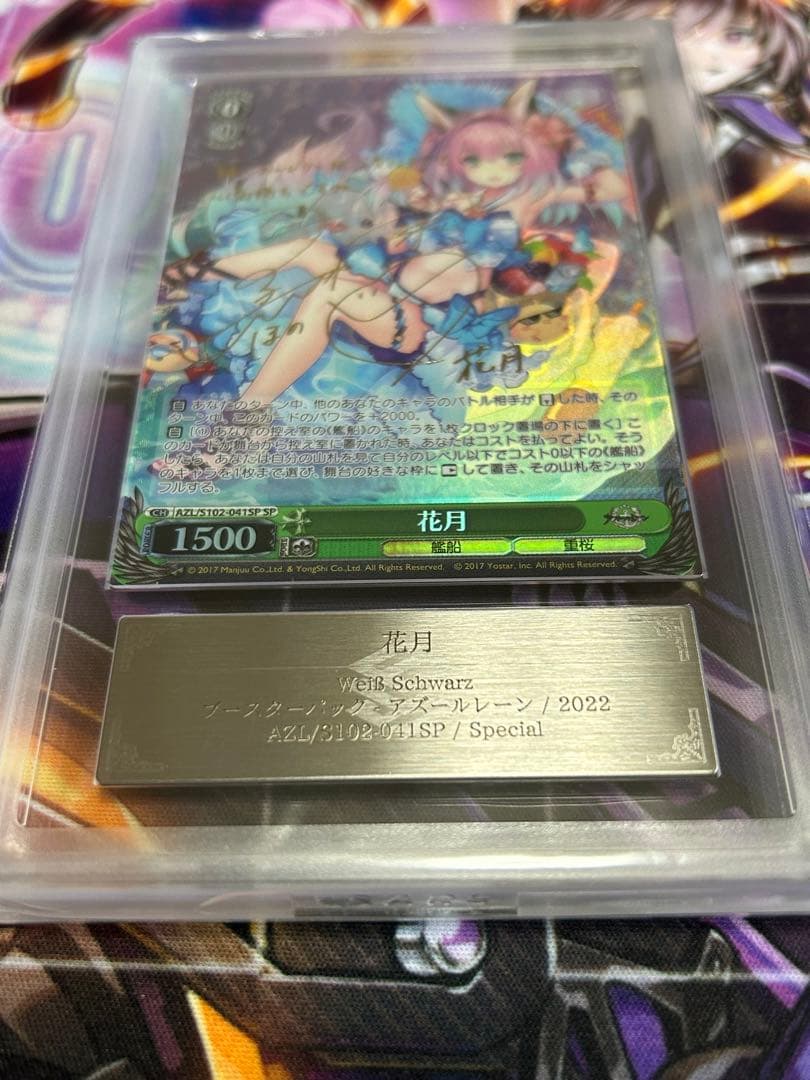 ほの
花月
自 あなたのターン中、他のあなたのキャラのバトル相手が した時、その
ターン中、このカードのパワーを+2000。
自 [(1) あなたの控え室の《艦船》のキャラを1枚クロック置場の下に置く] こ
のカードが舞台から控え室に置かれた時、あなたはコストを払ってよい。そう
したら、あなたは自分の山札を見て自分のレベル以下でコスト0以下の《艦船》
のキャラを1枚まで選び、舞台の好きな枠に して置き、その山札をシャッ
フルする。
CH AZL/S102-041SP SP
花月
POWER 1500
艦船 重桜
© 2017 Manjuu Co.,Ltd. & YongShi Co.,Ltd. All Rights Reserved. © 2017 Yostar, Inc. All Rights Reserved.
花月
Weiß Schwarz
ブースターパック - アズールレーン / 2022
AZL/S102-041SP / Special